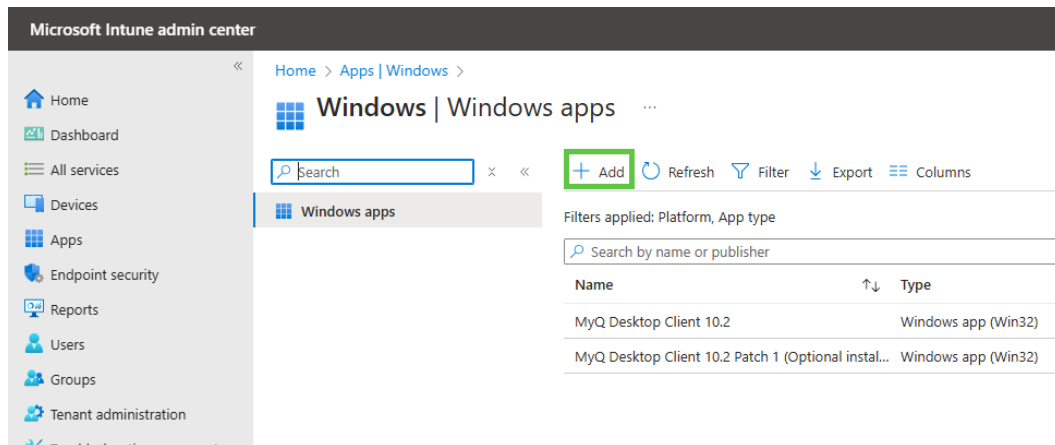 Microsoft Intune admin center
«
Home > Apps | Windows >
Home
Windows | Windows apps ...
Dashboard
All services
Search
«
+ Add
Refresh
Filter
Export
Columns
Devices
Windows apps
Filters applied: Platform, App type
Apps
Search by name or publisher
Endpoint security
Name ↑↓ Type
Reports
MyQ Desktop Client 10.2 Windows app (Win32)
Users
MyQ Desktop Client 10.2 Patch 1 (Optional instal... Windows app (Win32)
Groups
Tenant administration